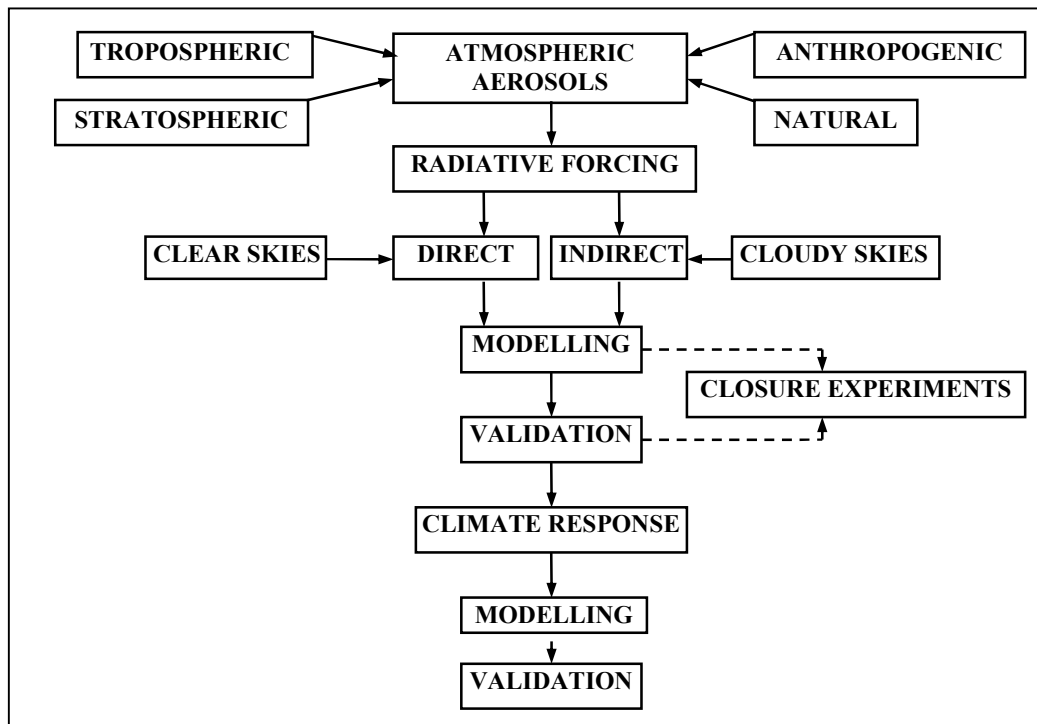 TROPOSPHERIC
ATMOSPHERIC
AEROSOLS
ANTHROPOGENIC
STRATOSPHERIC
NATURAL
RADIATIVE FORCING
CLEAR SKIES
DIRECT
INDIRECT
CLOUDY SKIES
MODELLING
CLOSURE EXPERIMENTS
VALIDATION
CLIMATE RESPONSE
MODELLING
VALIDATION